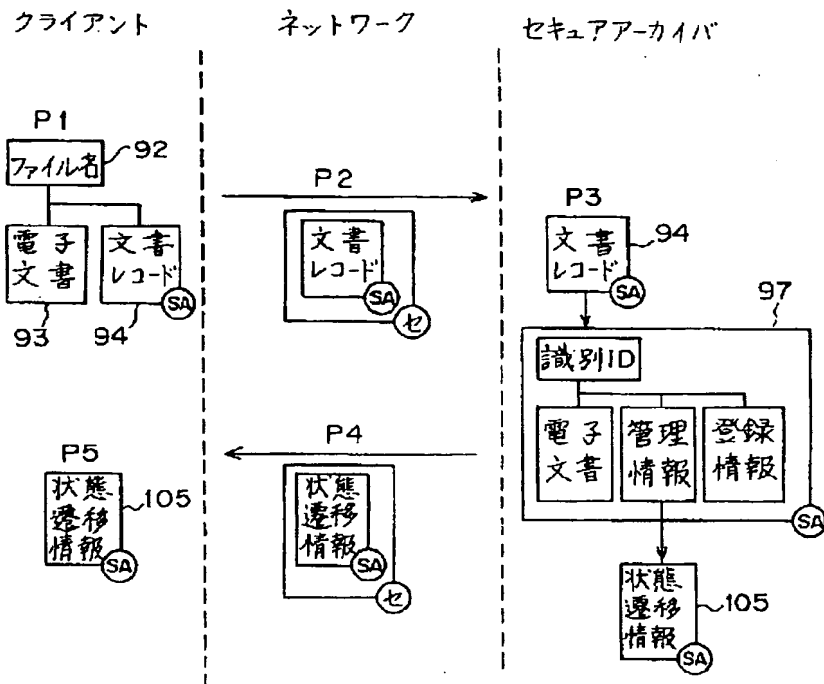 クライアント
ネットワーク
セキュアアーカイバ
P1
ファイル名
92
電子
文書
93
文書
レコード
94
SA
P2
文書
レコード
SA
セ
P3
文書
レコード
94
SA
97
識別ID
電子
文書
管理
情報
登録
情報
SA
P4
状態
遷移
情報
SA
セ
P5
状態
遷移
情報
105
SA
状態
遷移
情報
105
SA